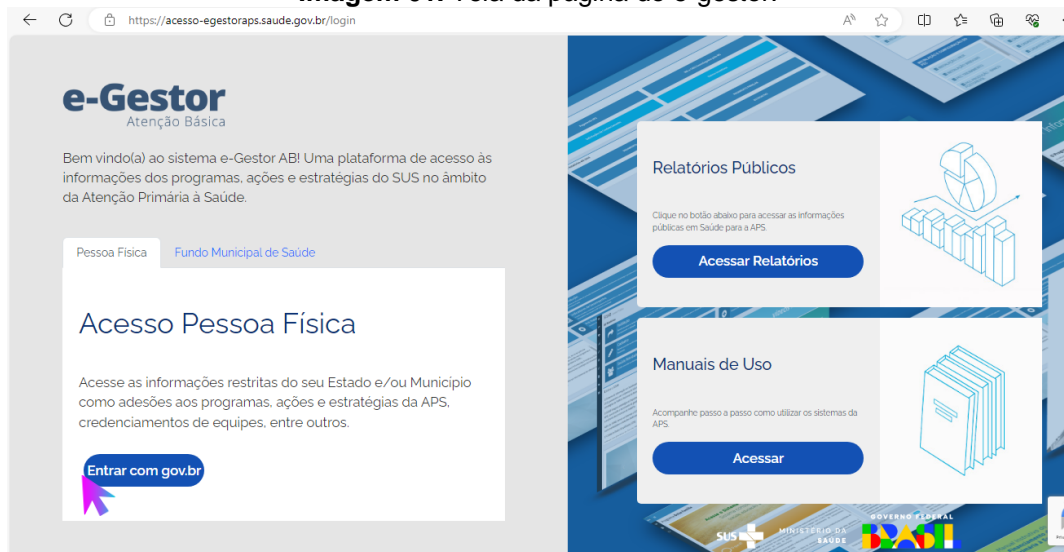 https://acesso-egestoraps.saude.gov.br/login
e-Gestor
Atenção Básica
Bem vindo(a) ao sistema e-Gestor AB! Uma plataforma de acesso às
informações dos programas, ações e estratégias do SUS no âmbito
da Atenção Primária à Saúde.
Pessoa Física
Fundo Municipal de Saúde
Acesso Pessoa Física
Acesse as informações restritas do seu Estado e/ou Município
como adesões aos programas, ações e estratégias da APS,
credenciamentos de equipes, entre outros.
Entrar com gov.br
Relatórios Públicos
Clique no botão abaixo para acessar as informações
públicas em Saúde para a APS.
Acessar Relatórios
Manuais de Uso
Acompanhe passo a passo como utilizar os sistemas da
APS.
Acessar
SUS
MINISTÉRIO DA
SAÚDE
GOVERNO FEDERAL
BRASIL